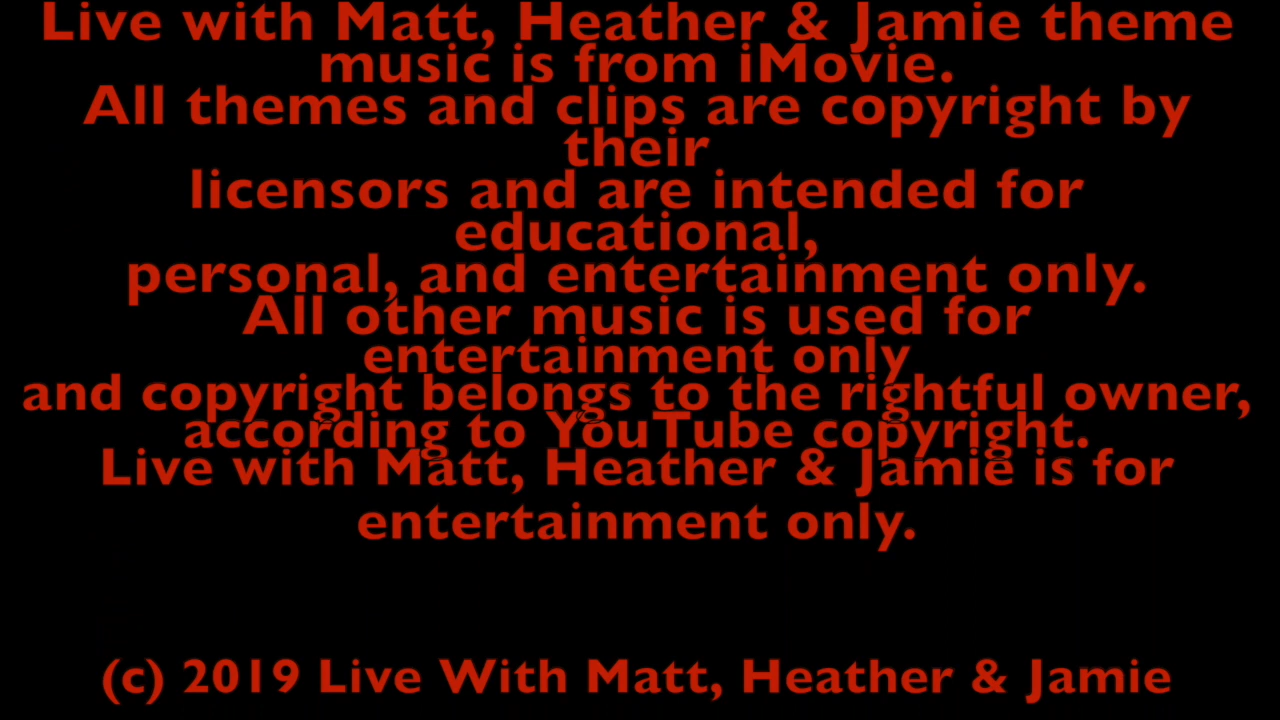 Live with Matt, Heather & Jamie theme
music is from iMovie.
All themes and clips are copyright by
their
licensors and are intended for
educational,
personal, and entertainment only.
All other music is used for
entertainment only
and copyright belongs to the rightful owner,
according to YouTube copyright.
Live with Matt, Heather & Jamie is for
entertainment only.
(c) 2019 Live With Matt, Heather & Jamie